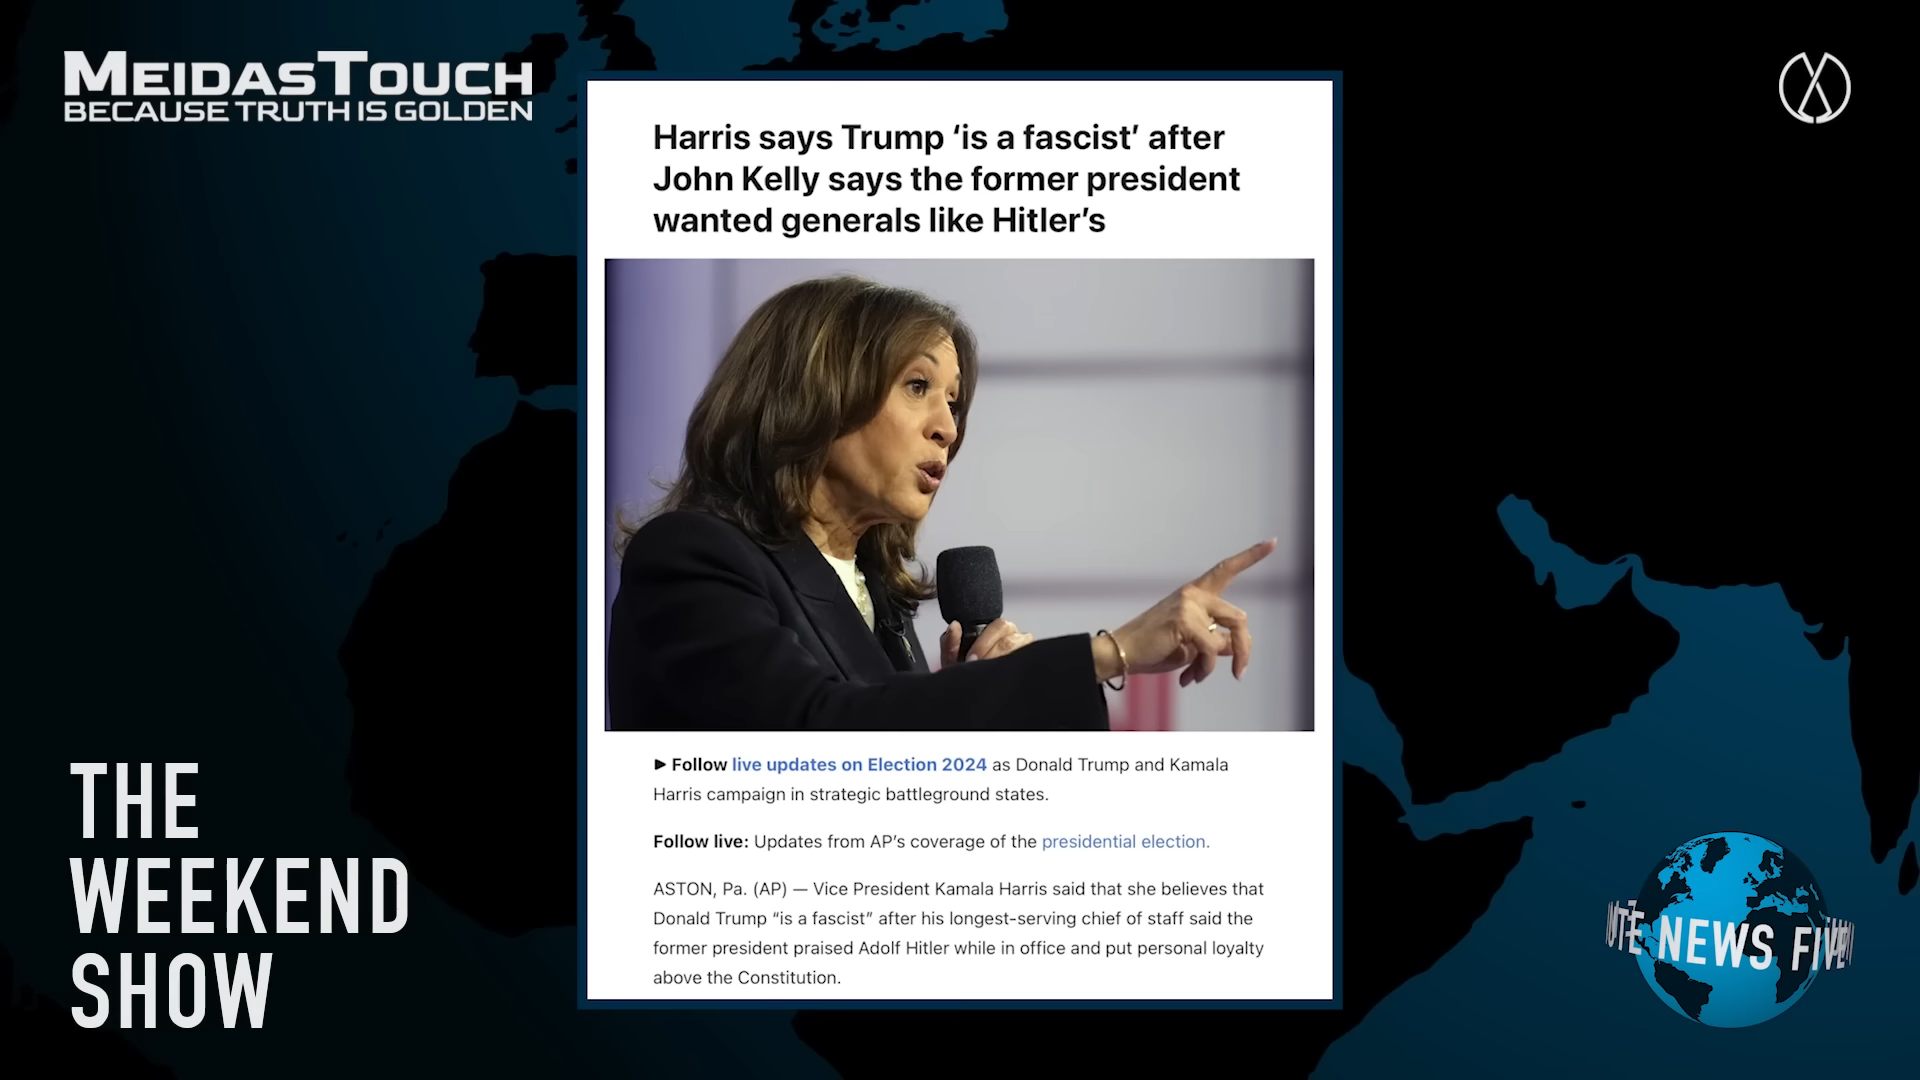 MEIDASTOUCH
BECAUSE TRUTH IS GOLDEN
Harris says Trump ‘is a fascist’ after
John Kelly says the former president
wanted generals like Hitler’s
▶ Follow live updates on Election 2024 as Donald Trump and Kamala
Harris campaign in strategic battleground states.
Follow live: Updates from AP’s coverage of the presidential election.
ASTON, Pa. (AP) — Vice President Kamala Harris said that she believes that
Donald Trump “is a fascist” after his longest-serving chief of staff said the
former president praised Adolf Hitler while in office and put personal loyalty
above the Constitution.
THE
WEEKEND
SHOW
NEWS FIVE